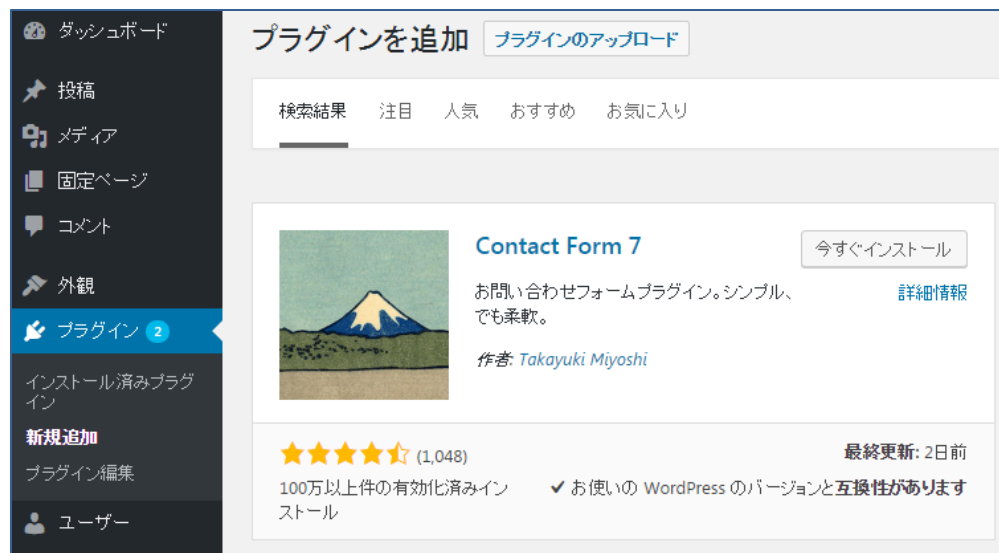 ダッシュボード
投稿
メディア
固定ページ
コメント
外観
プラグイン 2
インストール済みプラグ
イン
新規追加
プラグイン編集
ユーザー
プラグインを追加 プラグインのアップロード
検索結果 注目 人気 おすすめ お気に入り
Contact Form 7 今すぐインストール
お問い合わせフォームプラグイン。シンプル、 詳細情報
でも柔軟。
作者: Takayuki Miyoshi
(1,048) 最終更新: 2日前
100万以上件の有効化済みイン ✔ お使いの WordPress のバージョンと互換性があります
ストール